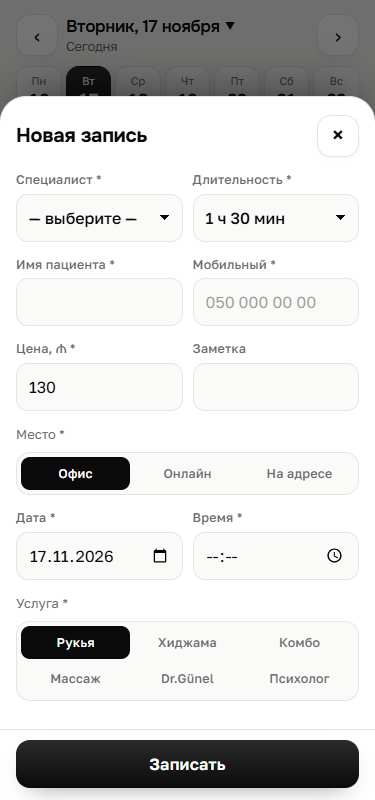 ‹
Вторник, 17 ноября ▼
Сегодня
›
Пн Вт Ср Чт Пт Сб Вс
Новая запись
×
Специалист * Длительность *
— выберите — 1 ч 30 мин
Имя пациента * Мобильный *
050 000 00 00
Цена, ₼ * Заметка
130
Место *
Офис Онлайн На адресе
Дата * Время *
17.11.2026 --:--
Услуга *
Рукья Хиджама Комбо
Массаж Dr.Günel Психолог
Записать